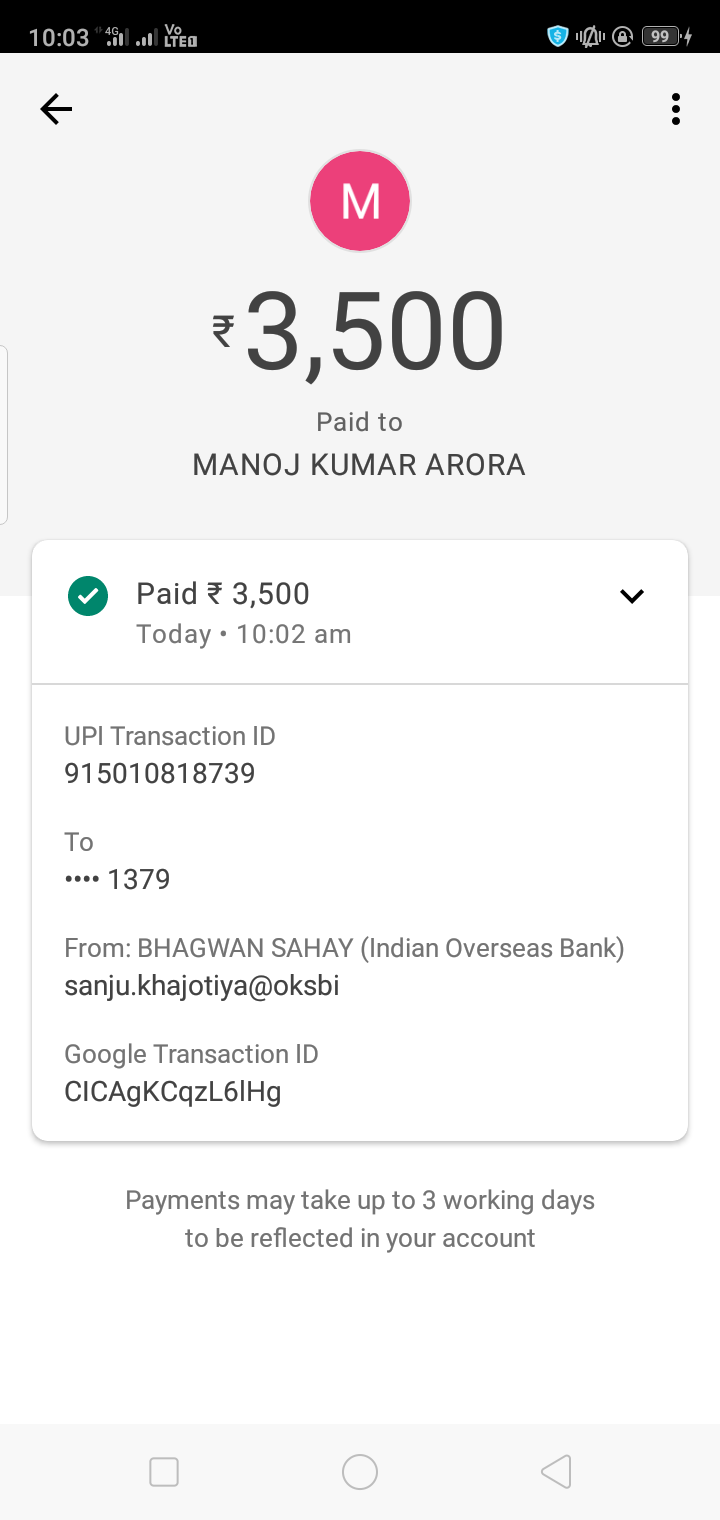 10:03 4G Vo LTE1 99
M
₹3,500
Paid to
MANOJ KUMAR ARORA
Paid ₹ 3,500
Today • 10:02 am
UPI Transaction ID
915010818739
To
•••• 1379
From: BHAGWAN SAHAY (Indian Overseas Bank)
sanju.khajotiya@oksbi
Google Transaction ID
CICAgKCqzL6lHg
Payments may take up to 3 working days
to be reflected in your account